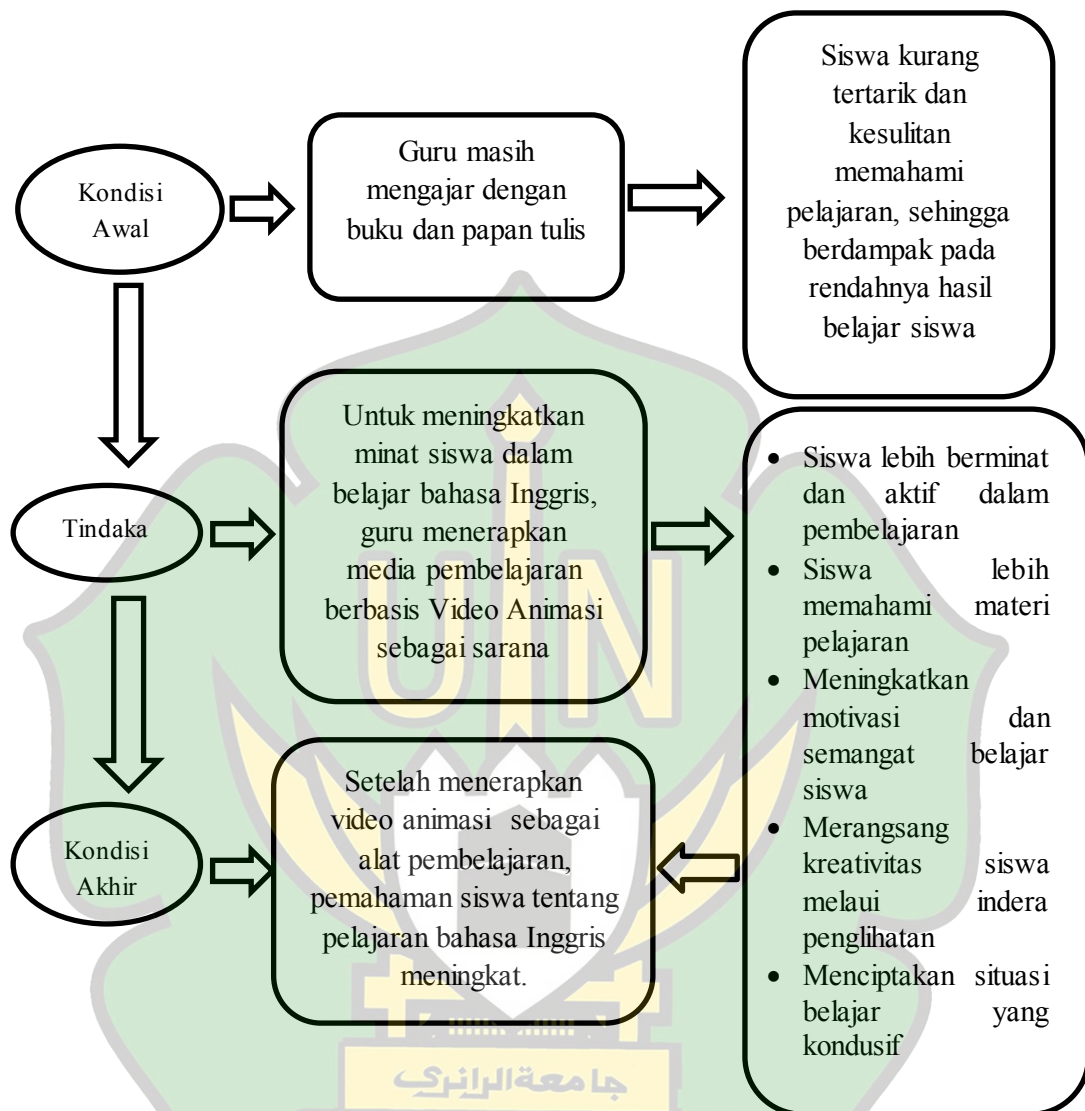 Kondisi
Awal
Guru masih
mengajar dengan
buku dan papan tulis
Siswa kurang
tertarik dan
kesulitan
memahami
pelajaran, sehingga
berdampak pada
rendahnya hasil
belajar siswa
Tindaka
Untuk meningkatkan
minat siswa dalam
belajar bahasa Inggris,
guru menerapkan
media pembelajaran
berbasis Video Animasi
sebagai sarana
• Siswa lebih berminat
dan aktif dalam
pembelajaran
• Siswa lebih
memahami materi
pelajaran
• Meningkatkan
motivasi dan
semangat belajar
siswa
• Merangsang
kreativitas siswa
melaui indera
penglihatan
• Menciptakan situasi
belajar yang
kondusif
Kondisi
Akhir
Setelah menerapkan
video animasi sebagai
alat pembelajaran,
pemahaman siswa tentang
pelajaran bahasa Inggris
meningkat.
UIN
جامعة الرانري